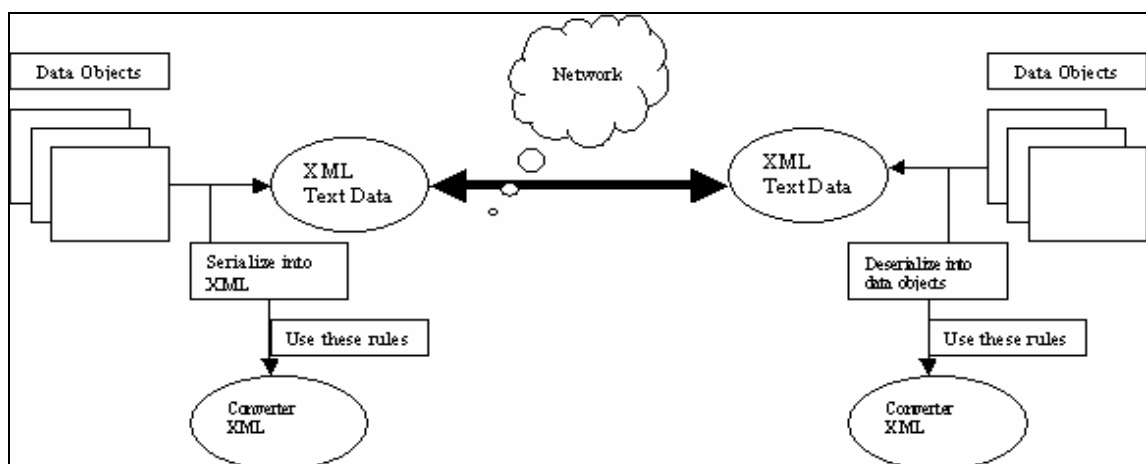 Network
Data Objects
Data Objects
XML
Text Data
XML
Text Data
Serialize into
XML
Deserialize into
data objects
Use these rules
Use these rules
Converter
XML
Converter
XML